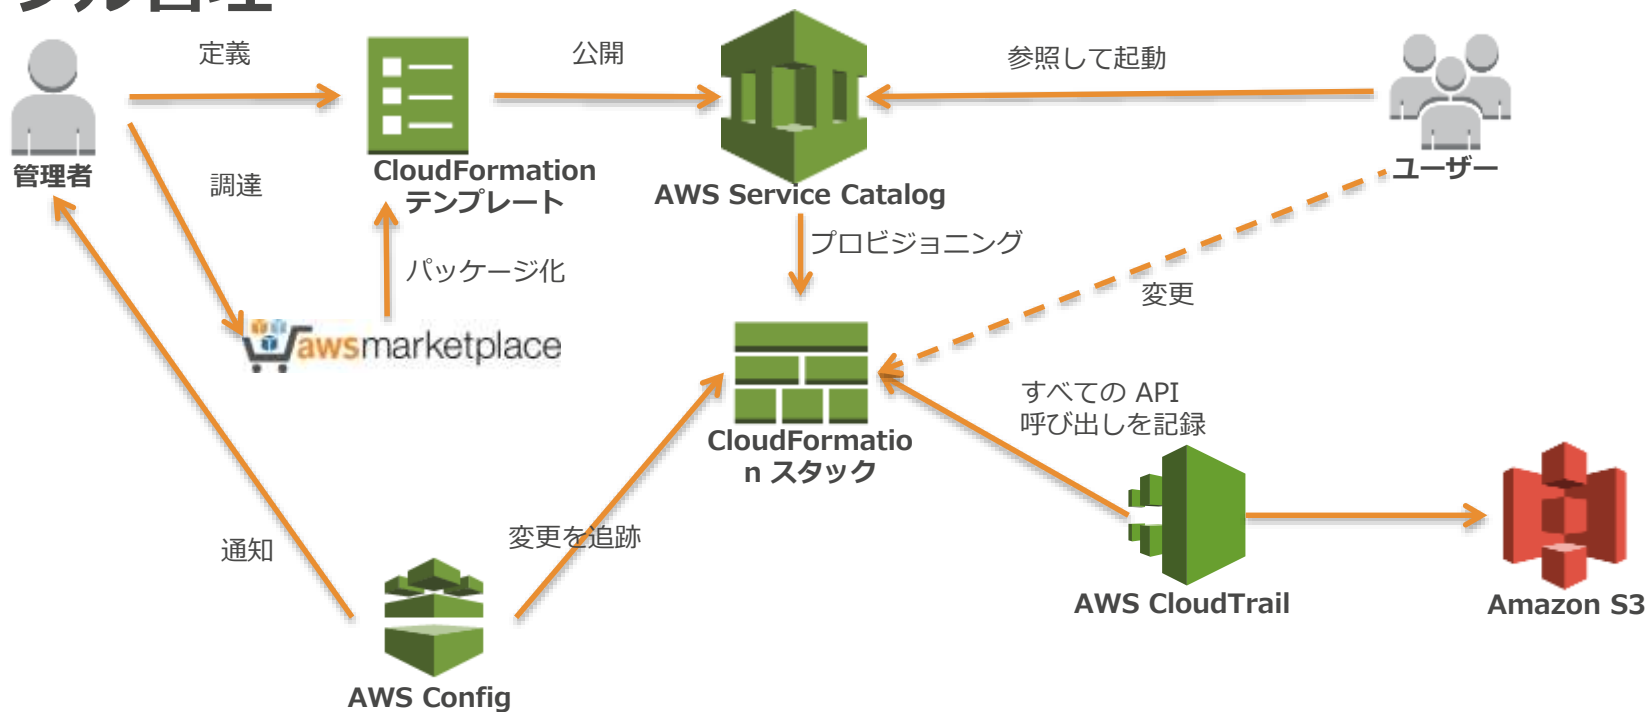 定義
公開
参照して起動
管理者
CloudFormation
テンプレート
AWS Service Catalog
ユーザー
調達
パッケージ化
プロビジョニング
変更
awsmarketplace
すべての API
呼び出しを記録
CloudFormatio
n スタック
通知
変更を追跡
AWS CloudTrail
Amazon S3
AWS Config